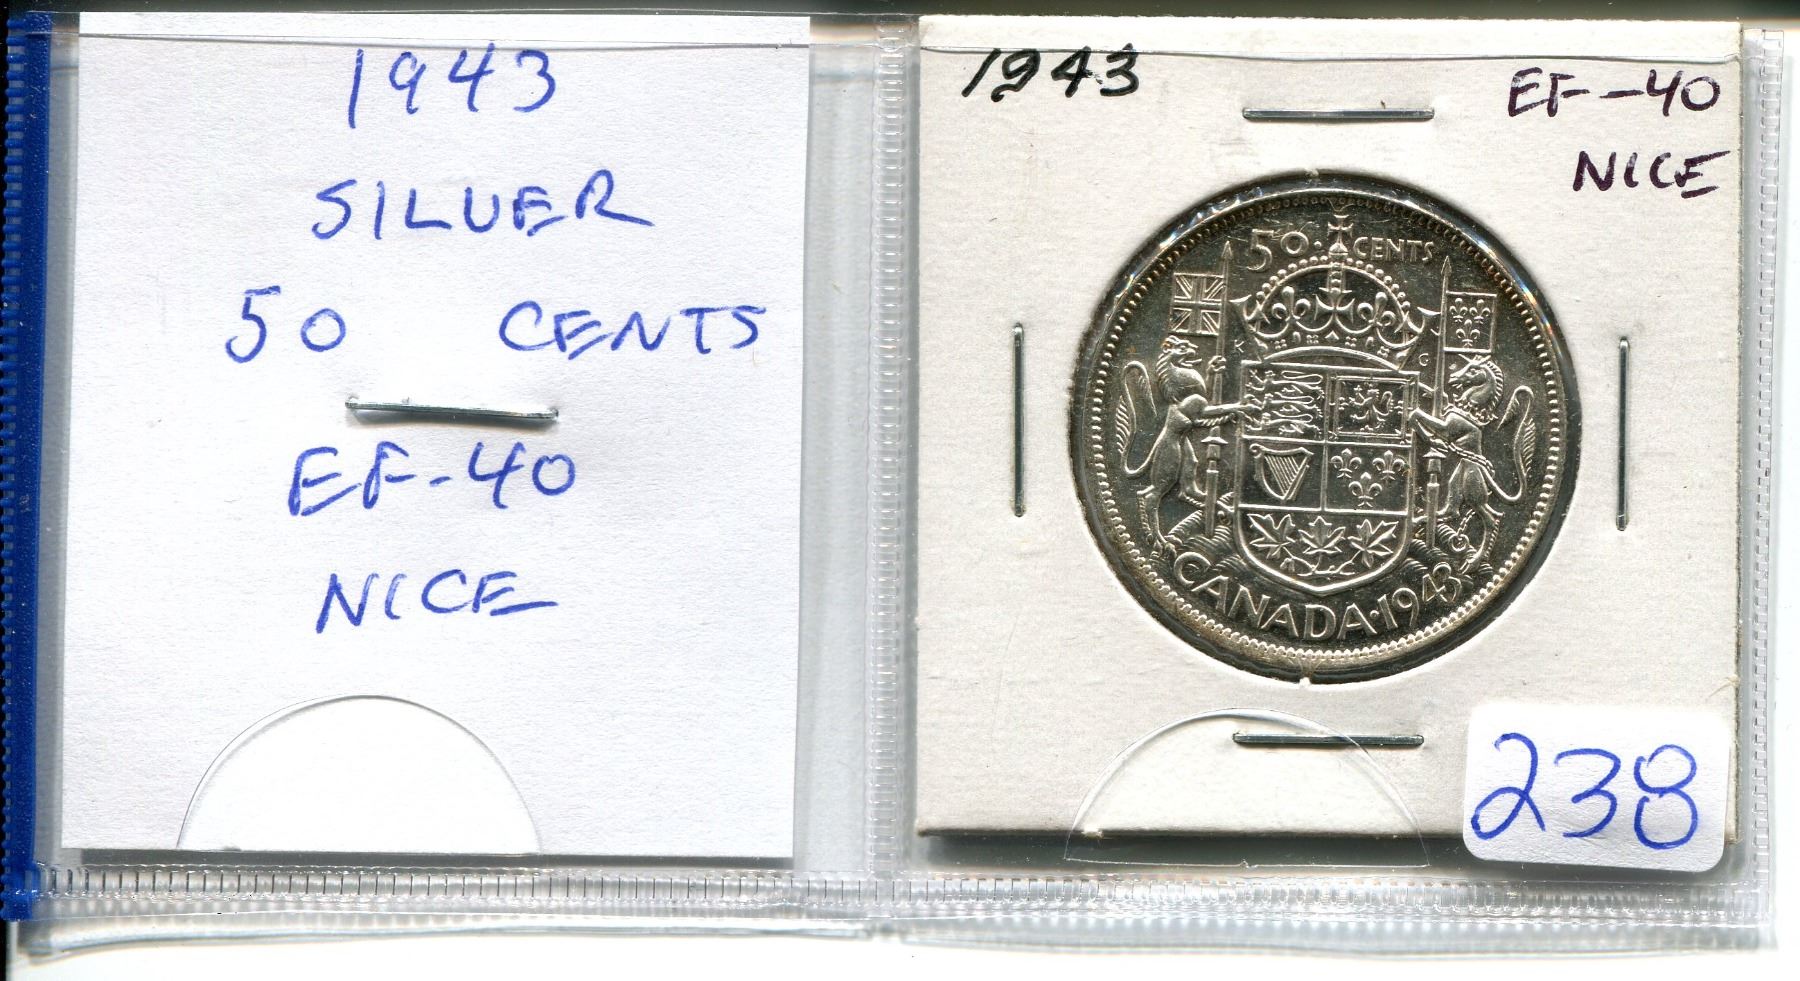 1943
SILVER
50 CENTS
EF-40
NICE
1943
EF-40
NICE
50. CENTS
K G
CANADA·1943
238